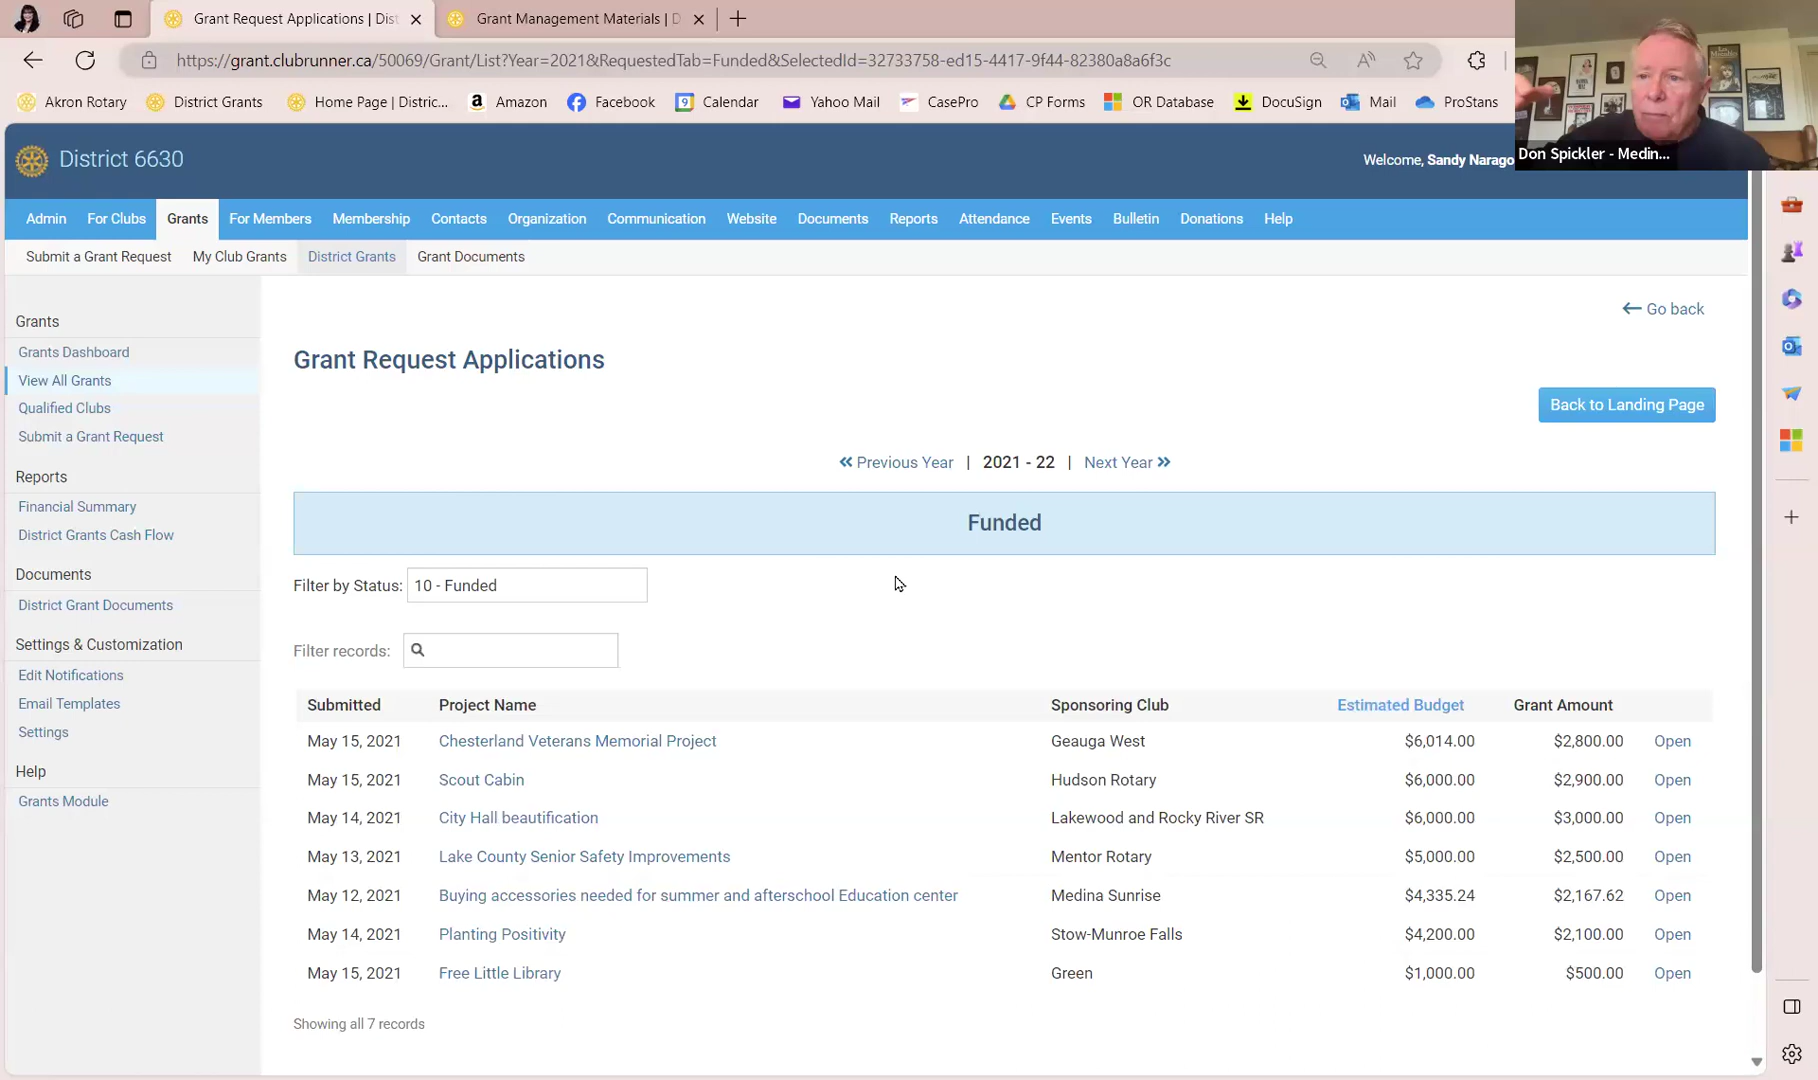 Grant Request Applications | Dist
Grant Management Materials | D
https://grant.clubrunner.ca/50069/Grant/List?Year=2021&RequestedTab=Funded&SelectedId=32733758-ed15-4417-9f44-82380a8a6f3c
Akron Rotary District Grants Home Page | Distric... Amazon Facebook Calendar Yahoo Mail CasePro CP Forms OR Database DocuSign Mail ProStans
Don Spickler - Medin...
District 6630
Welcome, Sandy Narago
Admin For Clubs Grants For Members Membership Contacts Organization Communication Website Documents Reports Attendance Events Bulletin Donations Help
Submit a Grant Request My Club Grants District Grants Grant Documents
Grants
Grants Dashboard
View All Grants
Qualified Clubs
Submit a Grant Request
Reports
Financial Summary
District Grants Cash Flow
Documents
District Grant Documents
Settings & Customization
Edit Notifications
Email Templates
Settings
Help
Grants Module
Go back
Grant Request Applications
Back to Landing Page
Previous Year | 2021 - 22 | Next Year
Funded
Filter by Status: 10 - Funded
Filter records:
Submitted Project Name Sponsoring Club Estimated Budget Grant Amount
May 15, 2021 Chesterland Veterans Memorial Project Geauga West $6,014.00 $2,800.00 Open
May 15, 2021 Scout Cabin Hudson Rotary $6,000.00 $2,900.00 Open
May 14, 2021 City Hall beautification Lakewood and Rocky River SR $6,000.00 $3,000.00 Open
May 13, 2021 Lake County Senior Safety Improvements Mentor Rotary $5,000.00 $2,500.00 Open
May 12, 2021 Buying accessories needed for summer and afterschool Education center Medina Sunrise $4,335.24 $2,167.62 Open
May 14, 2021 Planting Positivity Stow-Munroe Falls $4,200.00 $2,100.00 Open
May 15, 2021 Free Little Library Green $1,000.00 $500.00 Open
Showing all 7 records